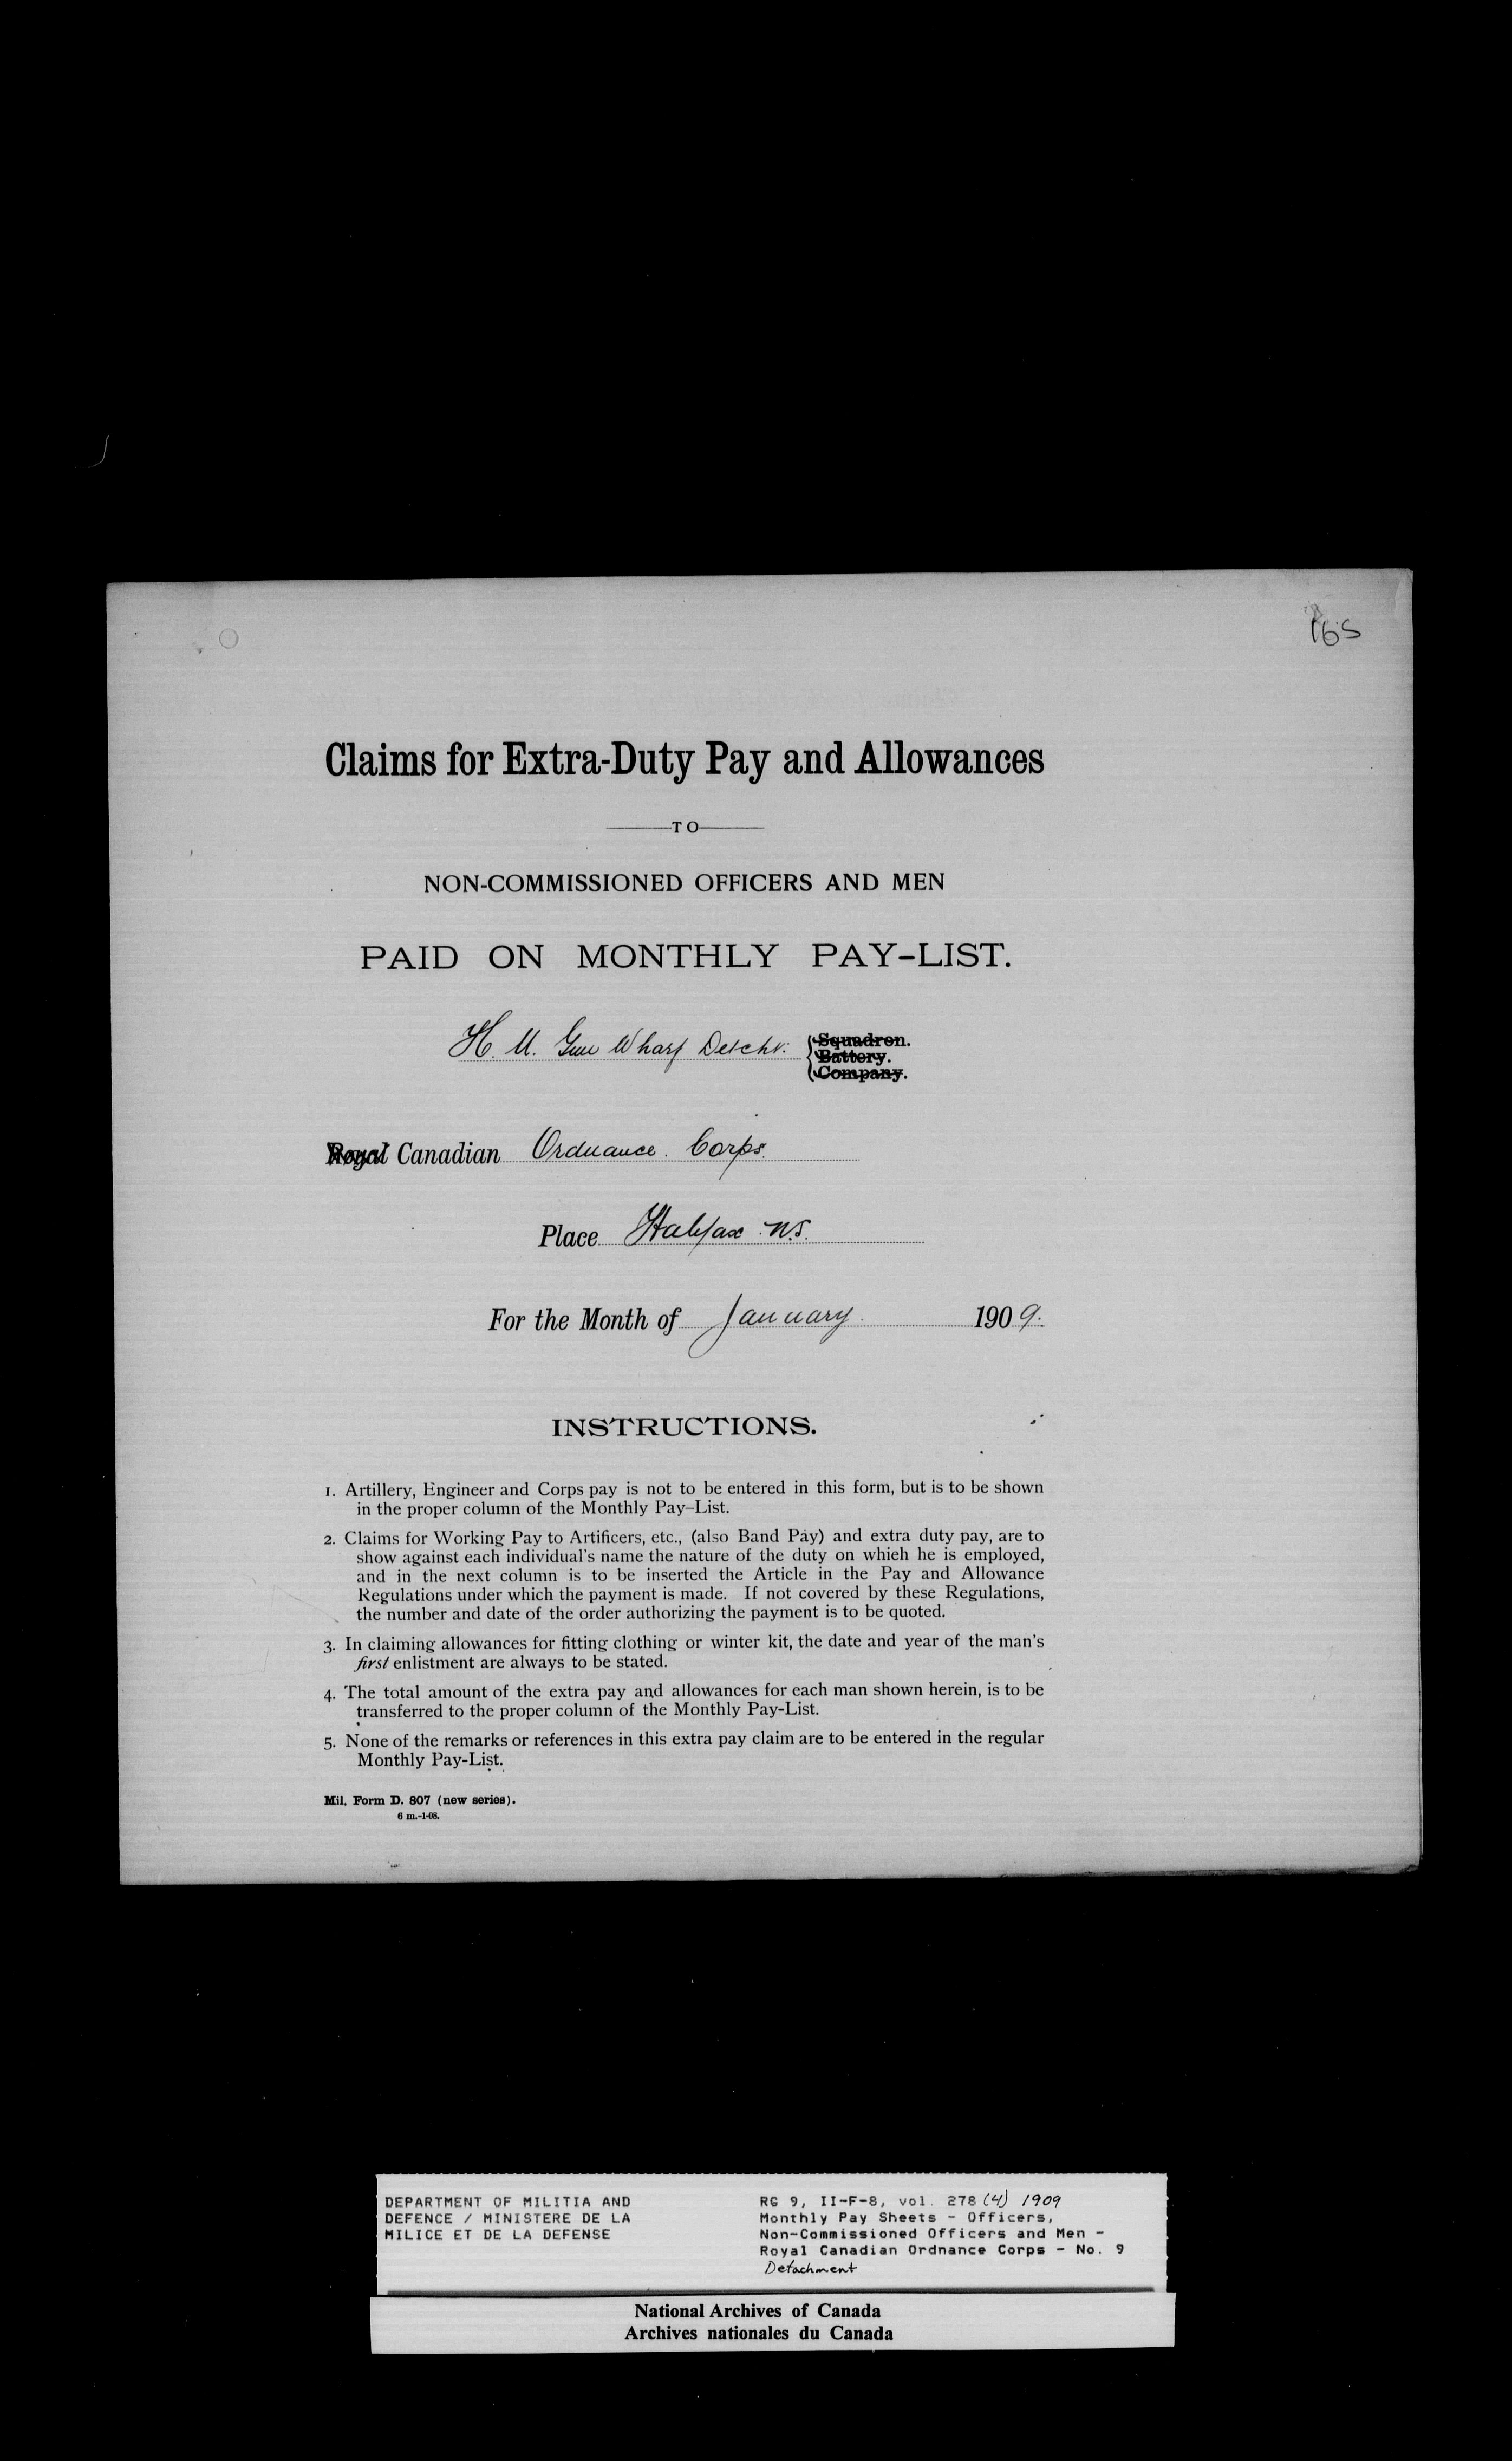 165
Claims for Extra-Duty Pay and Allowances
TO
NON-COMMISSIONED OFFICERS AND MEN
PAID ON MONTHLY PAY-LIST.
H. M. Gun Wharf Detcht.
Squadron.
Battery.
Company.
Royal Canadian Ordnance Corps.
Place Halifax N.S.
For the Month of January 1909.
INSTRUCTIONS.
1. Artillery, Engineer and Corps pay is not to be entered in this form, but is to be shown
in the proper column of the Monthly Pay-List.
2. Claims for Working Pay to Artificers, etc., (also Band Pay) and extra duty pay, are to
show against each individual's name the nature of the duty on which he is employed,
and in the next column is to be inserted the Article in the Pay and Allowance
Regulations under which the payment is made. If not covered by these Regulations,
the number and date of the order authorizing the payment is to be quoted.
3. In claiming allowances for fitting clothing or winter kit, the date and year of the man's
first enlistment are always to be stated.
4. The total amount of the extra pay and allowances for each man shown herein, is to be
transferred to the proper column of the Monthly Pay-List.
5. None of the remarks or references in this extra pay claim are to be entered in the regular
Monthly Pay-List.
Mil. Form D. 807 (new series).
6 m.-1-08.
DEPARTMENT OF MILITIA AND
DEFENCE / MINISTERE DE LA
MILICE ET DE LA DEFENSE
RG 9, II-F-8, vol. 278 (4) 1909
Monthly Pay Sheets - Officers,
Non-Commissioned Officers and Men -
Royal Canadian Ordnance Corps - No. 9
Detachment
National Archives of Canada
Archives nationales du Canada